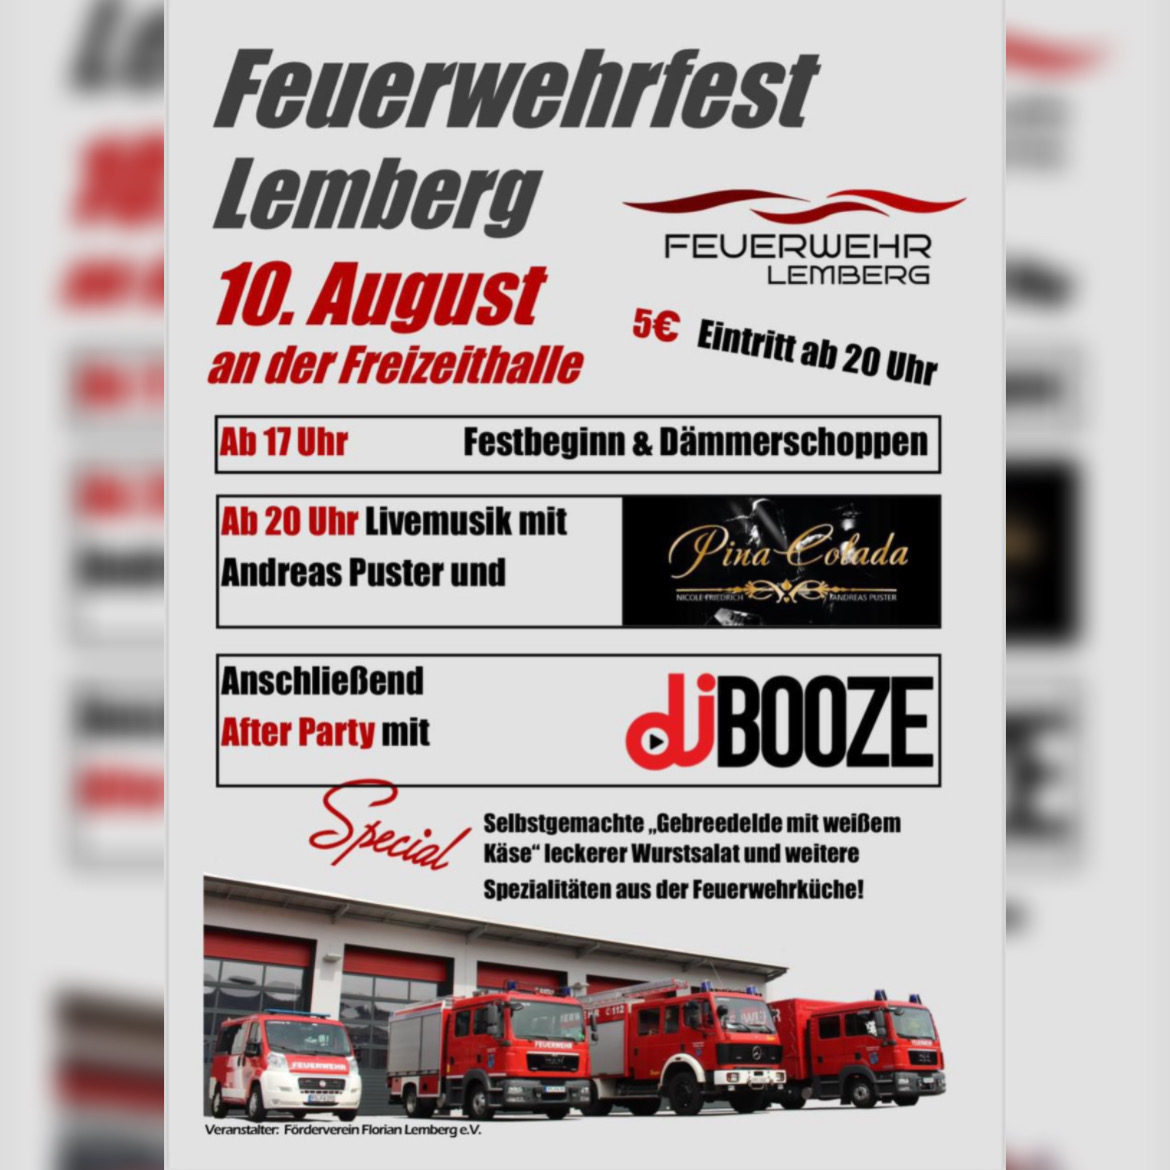 Feuerwehrfest
Lemberg
FEUERWEHR
LEMBERG
10. August
an der Freizeithalle
5€ Eintritt ab 20 Uhr
Ab 17 Uhr Festbeginn & Dämmerschoppen
Ab 20 Uhr Livemusik mit
Andreas Puster und
Pina Colada
NICOLE FRIEDRICH ANDREAS PUSTER
Anschließend
After Party mit
dj BOOZE
Special
Selbstgemachte „Gebreedelde mit weißem
Käse“ leckerer Wurstsalat und weitere
Spezialitäten aus der Feuerwehrküche!
FEUERWEHR
FEUERWEHR
112
Veranstalter: Förderverein Florian Lemberg e.V.